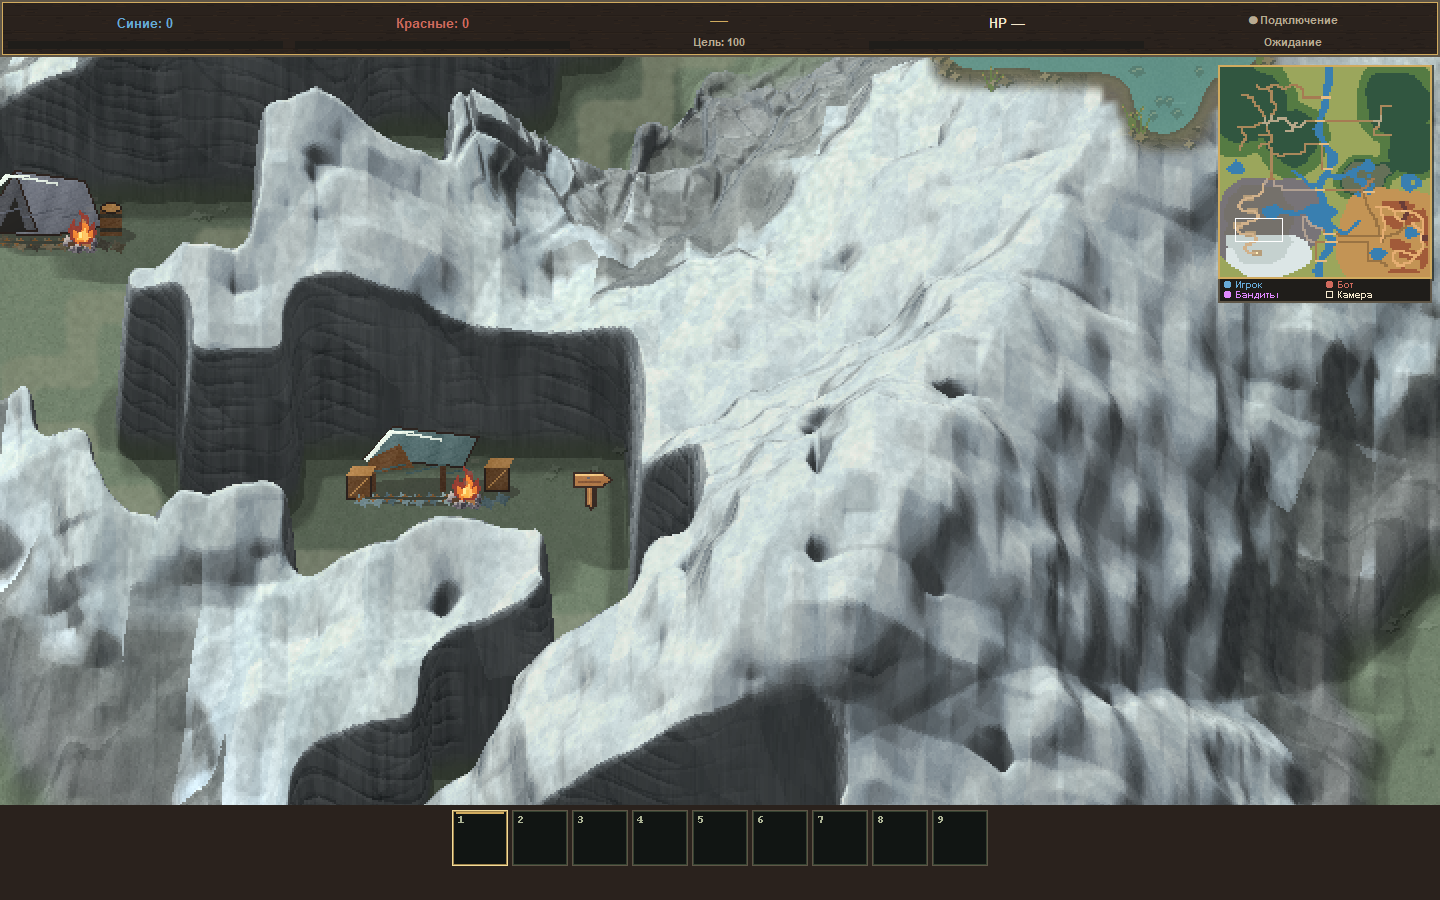 Синие: 0
Красные: 0
—
Цель: 100
HP —
Подключение
Ожидание
Игрок
Бот
Бандиты
Камера
1 2 3 4 5 6 7 8 9